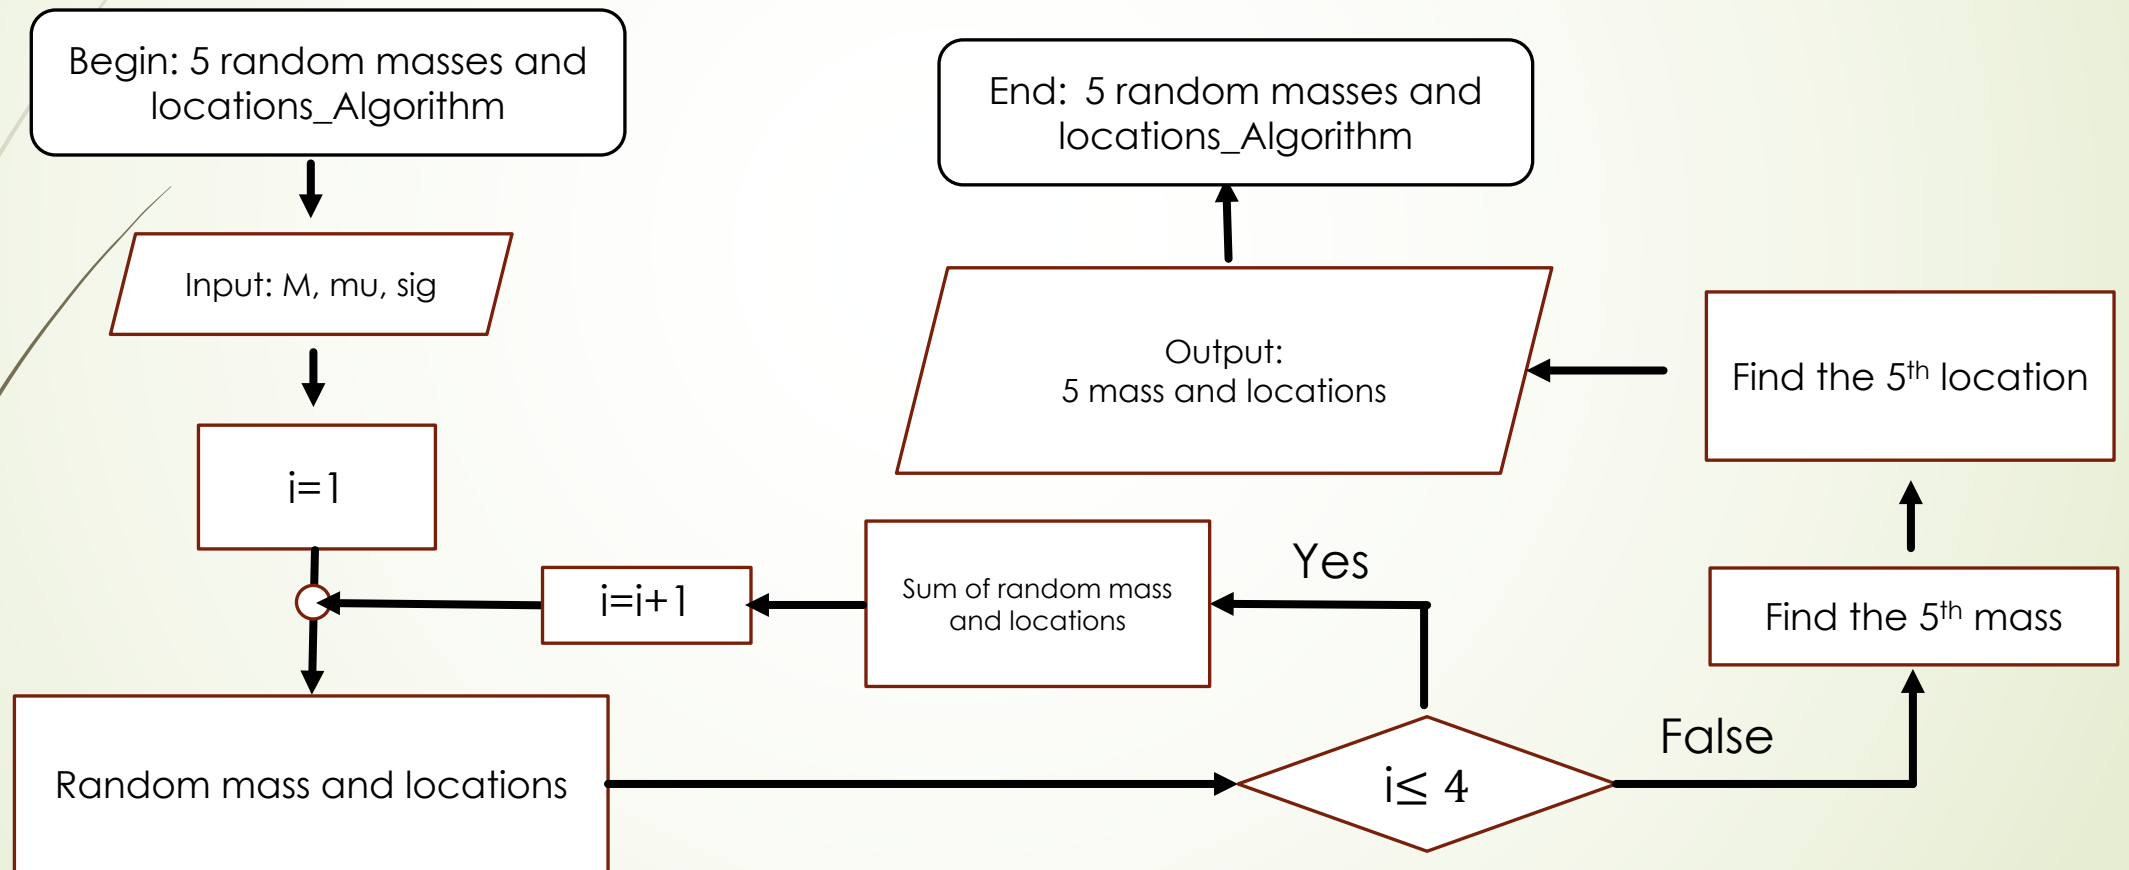 Begin: 5 random masses and
locations_Algorithm
Input: M, mu, sig
i=1
Random mass and locations
i≤ 4
Yes
Sum of random mass
and locations
i=i+1
False
Find the 5th mass
Find the 5th location
Output:
5 mass and locations
End: 5 random masses and
locations_Algorithm